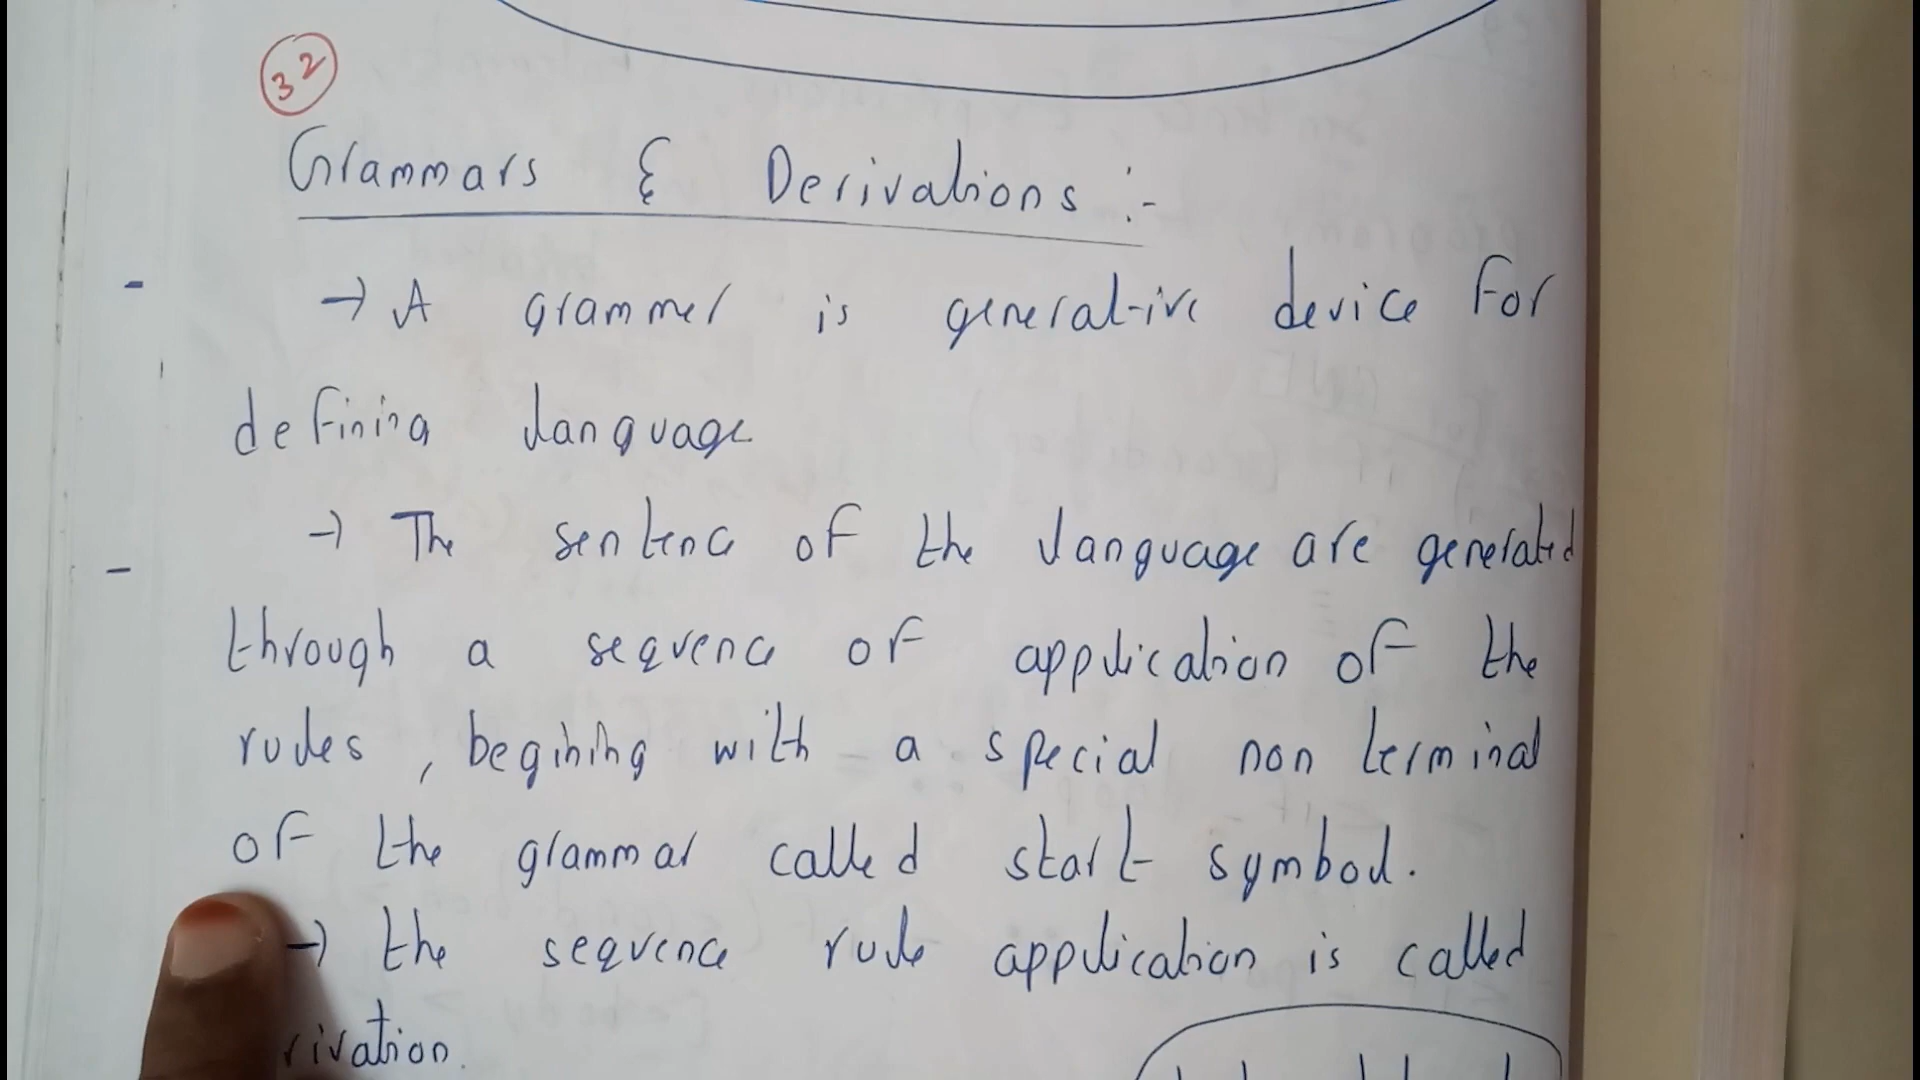 32
Grammars & Derivations :-
→ A grammer is generative device for
defining language
→ The sentence of the language are generated
through a sequence of application of the
rules, begining with a special non terminal
of the grammar called start symbol.
→ the sequence rule application is called
rivation.